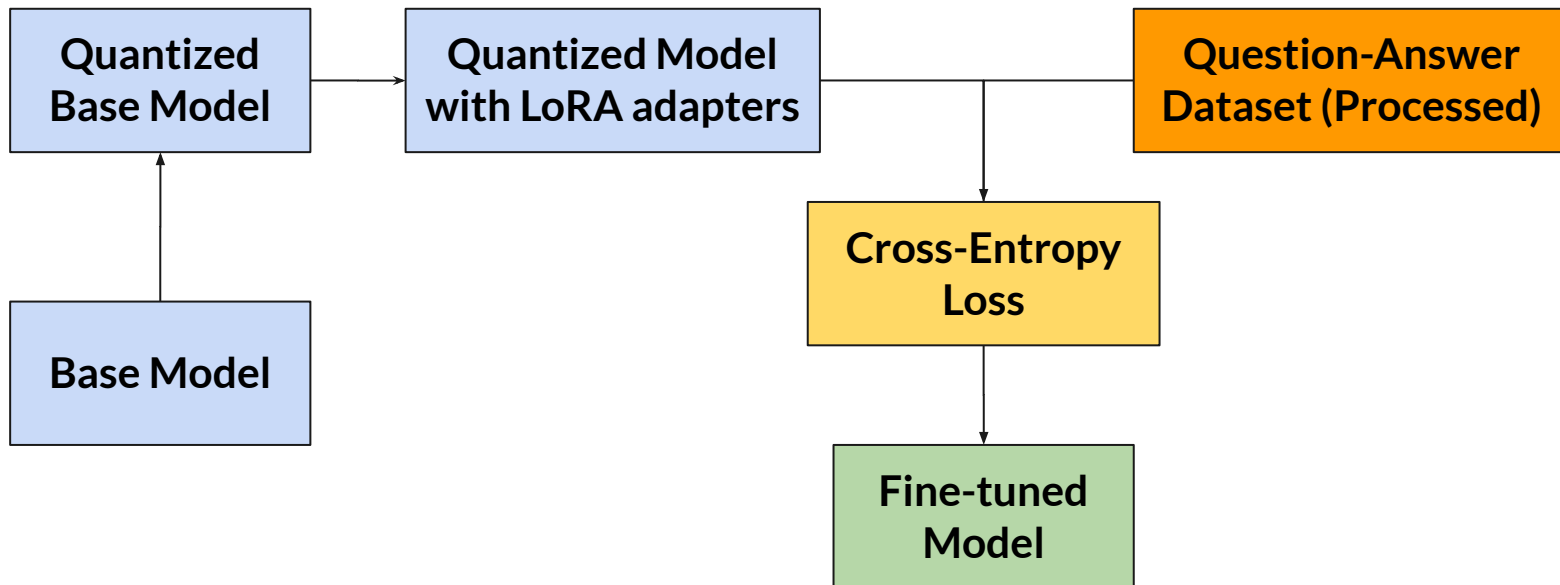 Quantized
Base Model
Quantized Model
with LoRA adapters
Question-Answer
Dataset (Processed)
Cross-Entropy
Loss
Base Model
Fine-tuned
Model